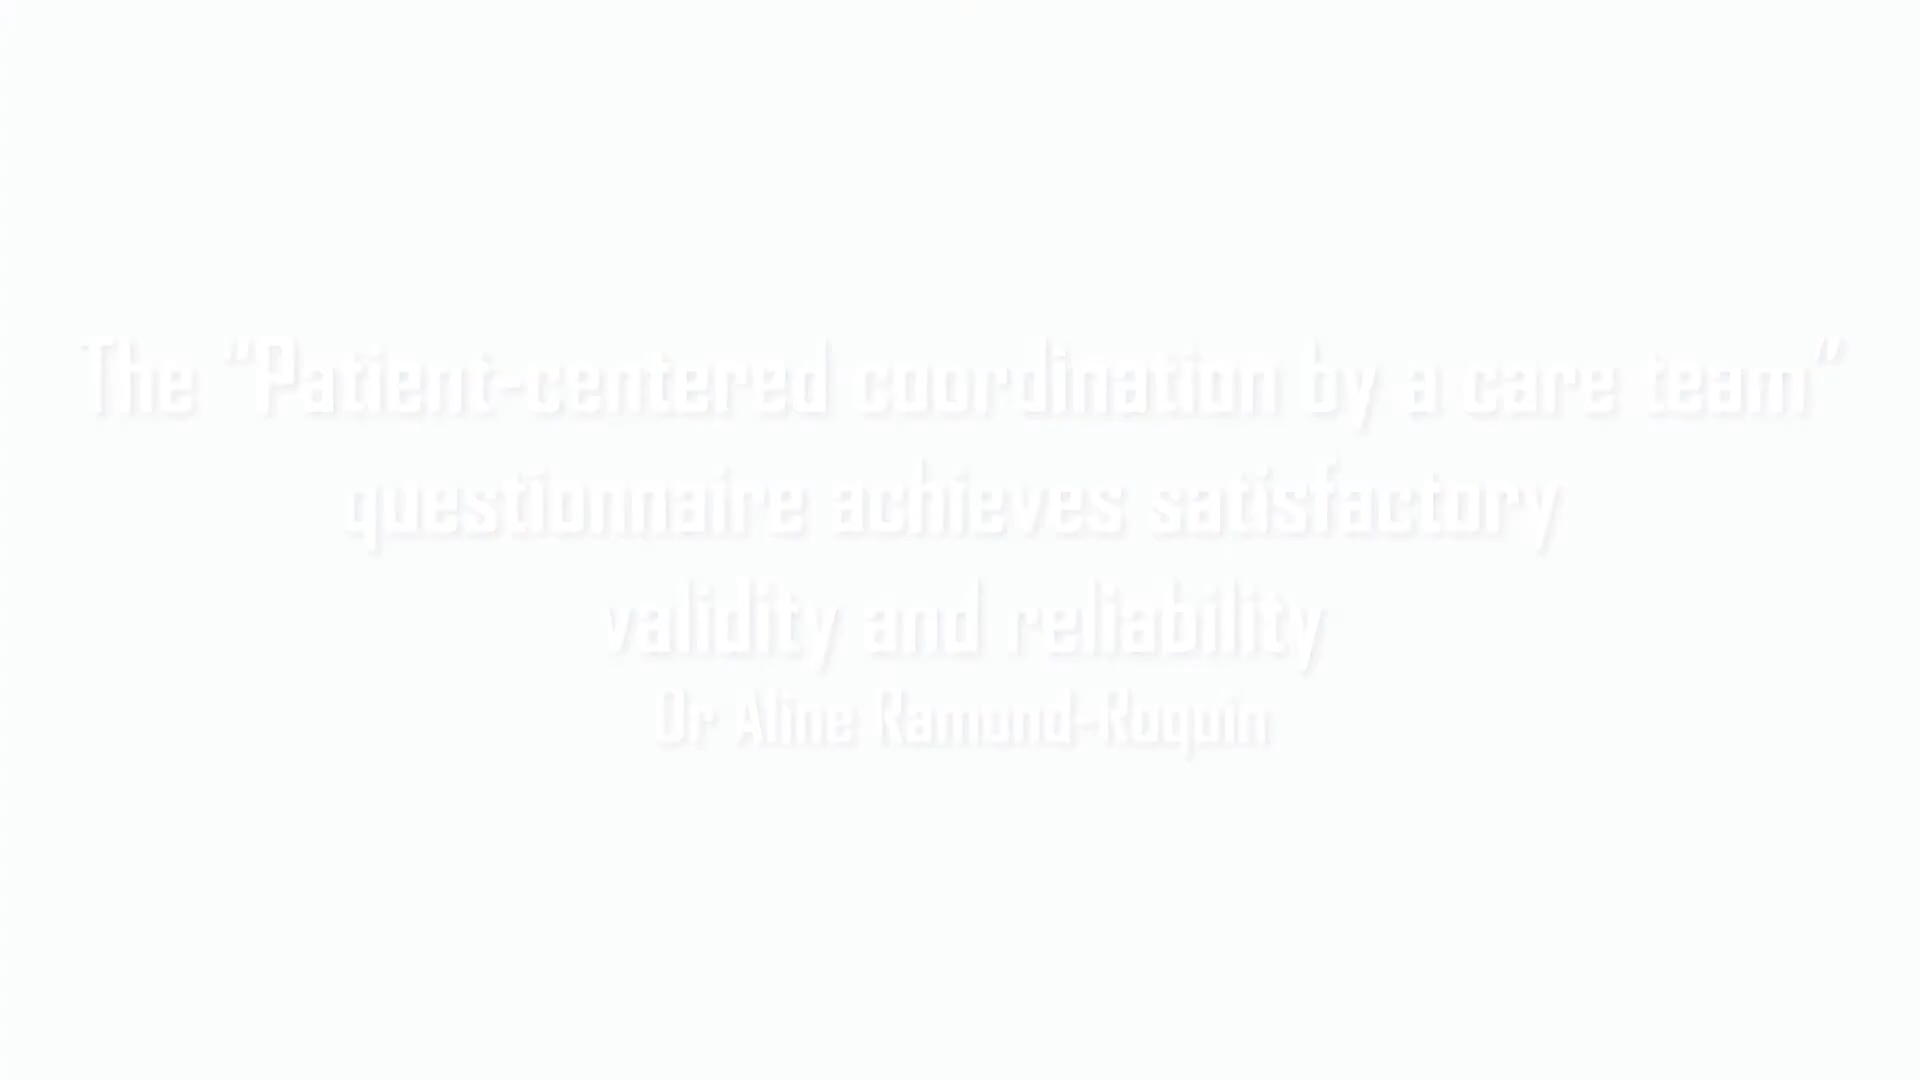 The “Patient-centered coordination by a care team”
questionnaire achieves satisfactory
validity and reliability
Dr Aline Ramond-Roquin